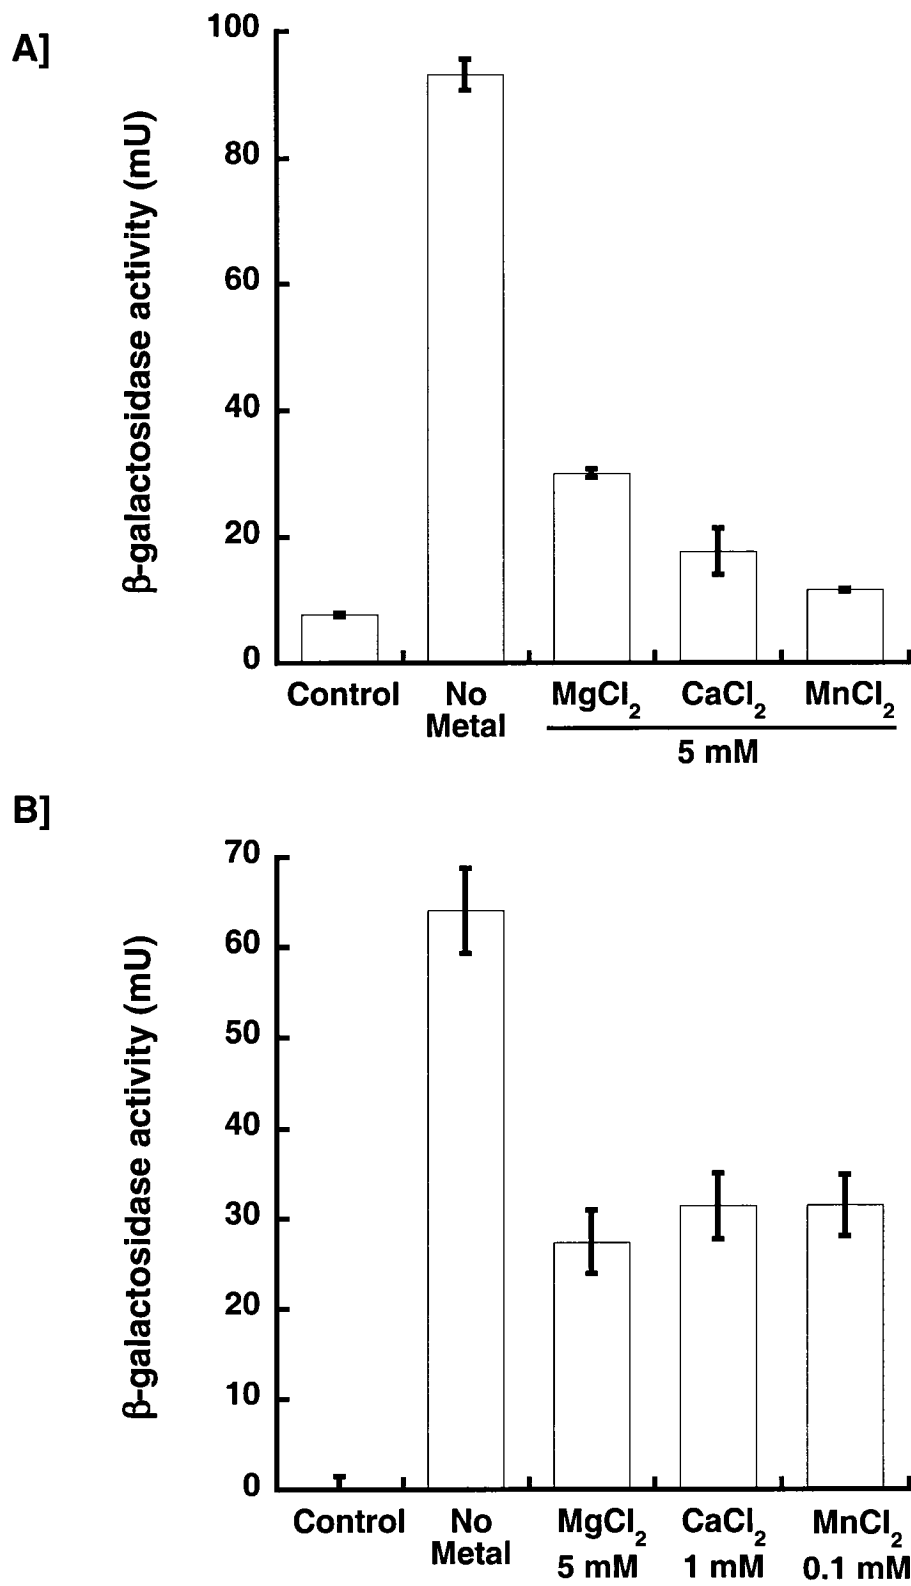 A]
β-galactosidase activity (mU)
100
80
60
40
20
0
Control
No
Metal
MgCl2
CaCl2
MnCl2
5 mM
B]
β-galactosidase activity (mU)
70
60
50
40
30
20
10
0
Control
No
Metal
MgCl2
5 mM
CaCl2
1 mM
MnCl2
0.1 mM